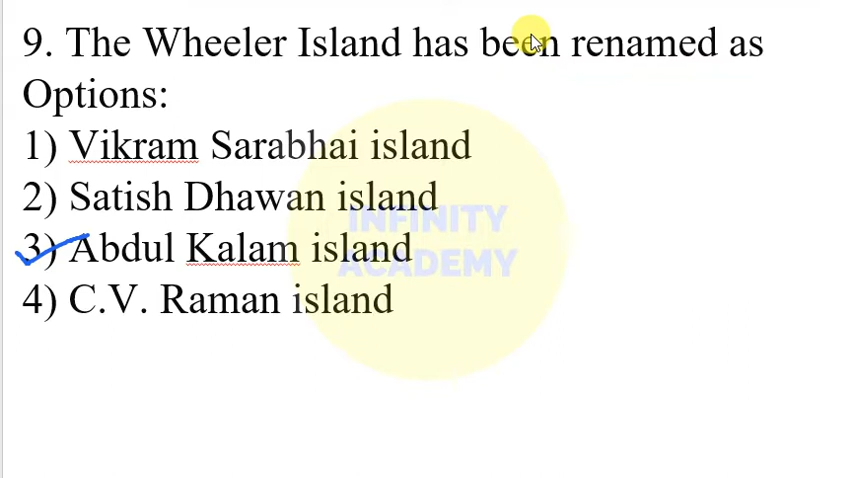 9. The Wheeler Island has been renamed as
Options:
1) Vikram Sarabhai island
2) Satish Dhawan island
3) Abdul Kalam island
4) C.V. Raman island
INFINITY
ACADEMY